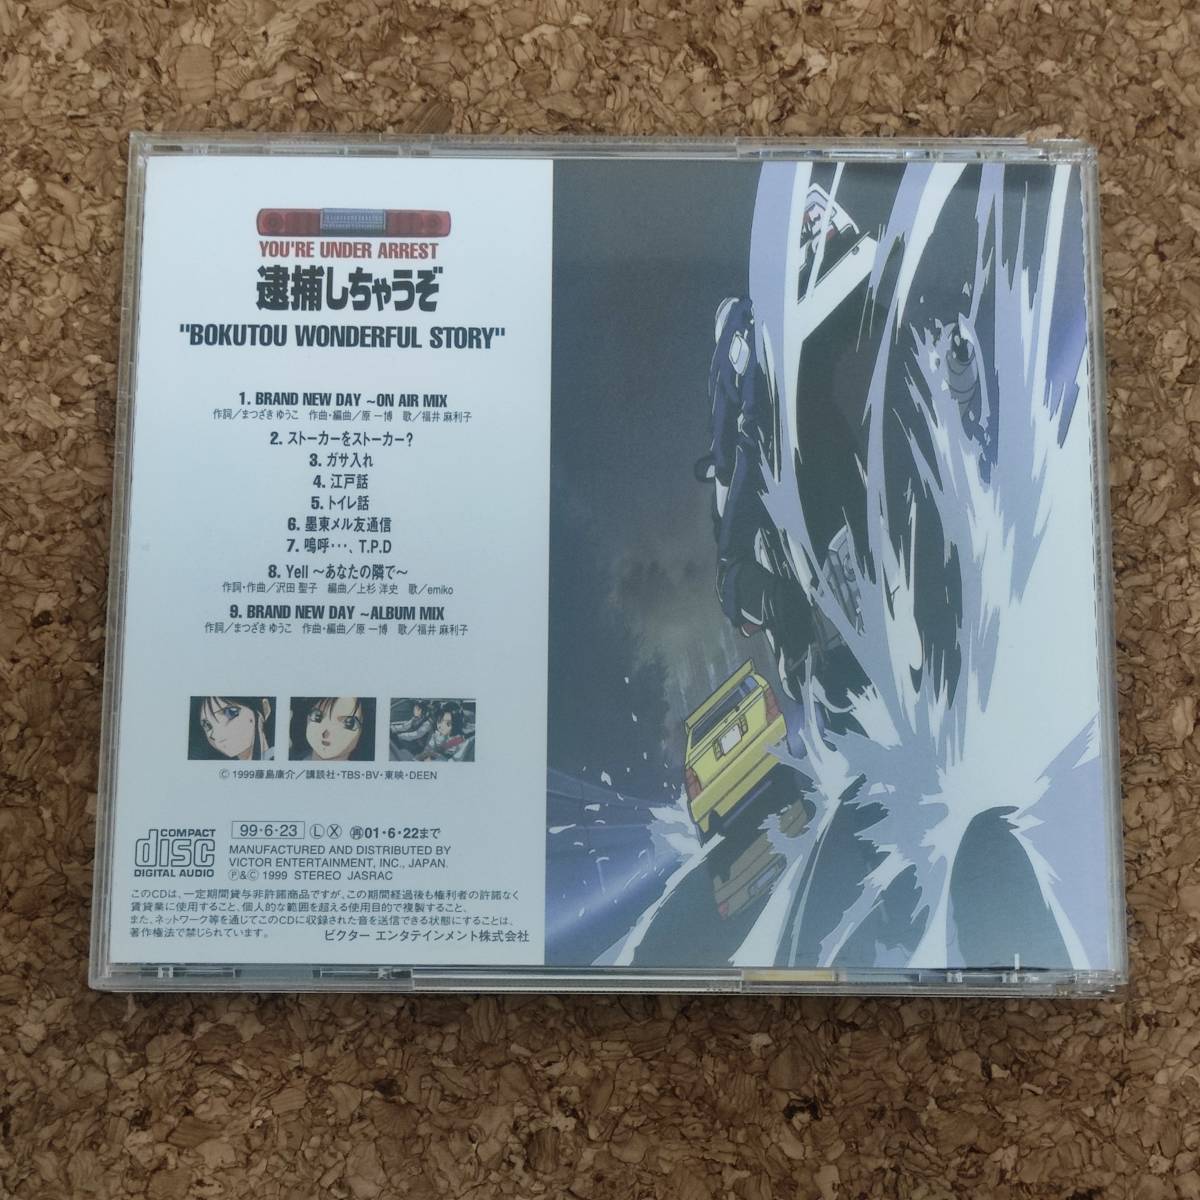 YOU'RE UNDER ARREST
逮捕しちゃうぞ
"BOKUTOU WONDERFUL STORY"
1. BRAND NEW DAY ~ON AIR MIX
作詞／まつざき ゆうこ 作曲・編曲／原 一博 歌／福井 麻利子
2. ストーカーをストーカー?
3. ガサ入れ
4. 江戸話
5. トイレ話
6. 墨東メル友通信
7. 嗚呼･･･、T.P.D
8. Yell ～あなたの隣で～
作詞・作曲／沢田 聖子 編曲／上杉 洋史 歌／emiko
9. BRAND NEW DAY ~ALBUM MIX
作詞／まつざき ゆうこ 作曲・編曲／原 一博 歌／福井 麻利子
© 1999藤島康介／講談社・TBS・BV・東映・DEEN
COMPACT
disc
DIGITAL AUDIO
99・6・23 Ⓛ Ⓧ ㊢01・6・22まで
MANUFACTURED AND DISTRIBUTED BY
VICTOR ENTERTAINMENT, INC., JAPAN.
Ⓟ&© 1999 STEREO JASRAC
このCDは、一定期間貸与非許諾商品ですが、この期間経過後も権利者の許諾なく
賃貸業に使用すること、個人的な範囲を超える使用目的で複製すること、
また、ネットワーク等を通じてこのCDに収録された音を送信できる状態にすることは、
著作権法で禁じられています。 ビクター エンタテインメント株式会社